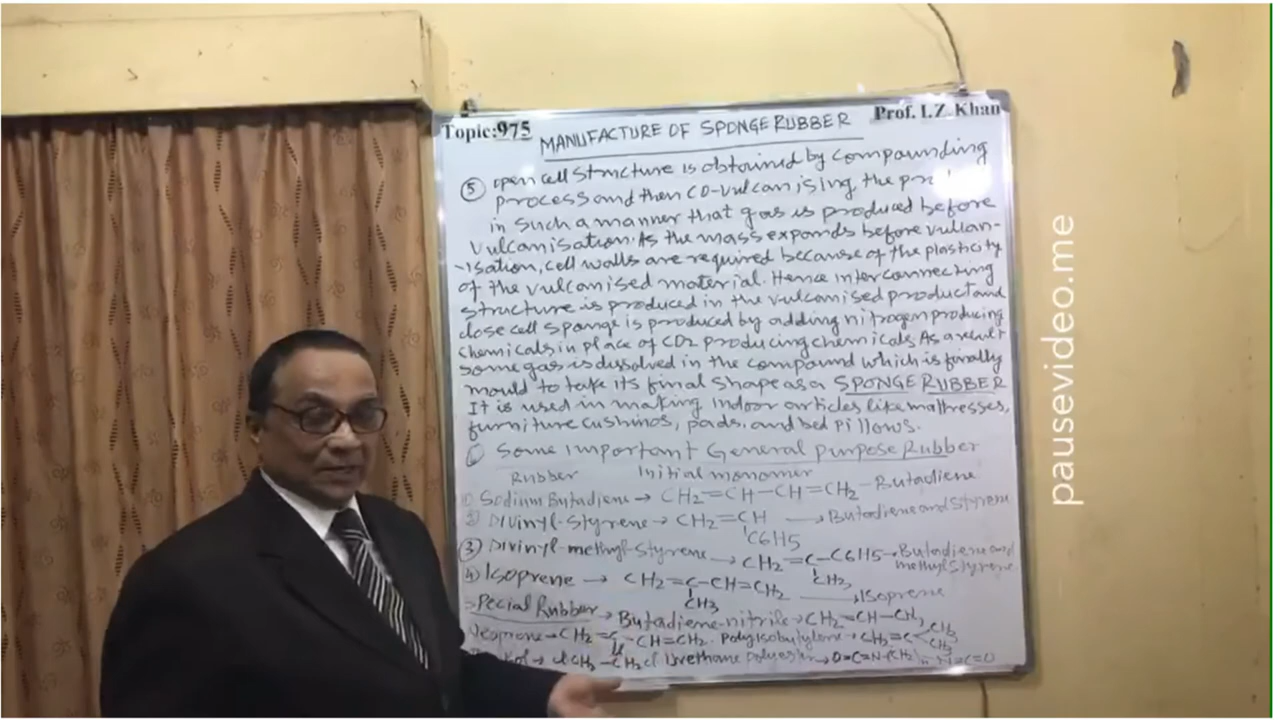 Topic:975
Prof. I.Z. Khan
MANUFACTURE OF SPONGE RUBBER
5 open cell structure is obtained by compounding
process and then CO-vulcanising the
in such a manner that gas is produced before
vulcanisation. As the mass expands before vulcan-
-isation, cell walls are required because of the plasticity
of the vulcanised material. Hence interconnecting
structure is produced in the vulcanised product and
close cell sponge is produced by adding nitrogen producing
chemicals in place of CO2 producing chemicals. As a result
some gas is dissolved in the compound which is finally
mould to take its final shape as a SPONGE RUBBER
It is used in making indoor articles like mattresses,
furniture cushinos, pads. and bed pillows.
Some important General purpose Rubber
Rubber Initial monomer
1) Sodium Butadiene → CH2=CH-CH=CH2 - Butadiene
2) Divinyl-Styrene → CH2=CH → Butadiene and Styrene
C6H5
3 Divinyl-methyl-Styrene → CH2=C-C6H5 → Butadiene and
CH3 methyl Styrene
4) Isoprene → CH2=C-CH=CH2 → Isoprene
CH3
Special Rubber → Butadiene-nitrile → CH2=CH-
CH2= -CH=CH2. Polyisobutylene → CH2=C CH3
CH3
Urethane polyester → O=C=N-(CH2) N=C=O
pausevideo.me